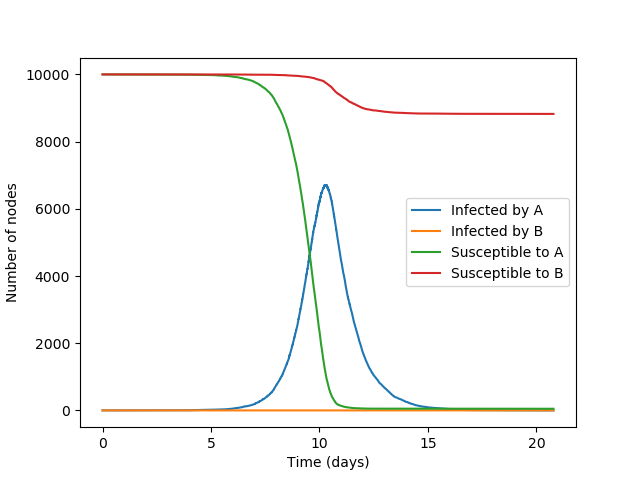 10000
8000
6000
4000
2000
0
Number of nodes
Infected by A
Infected by B
Susceptible to A
Susceptible to B
0 5 10 15 20
Time (days)